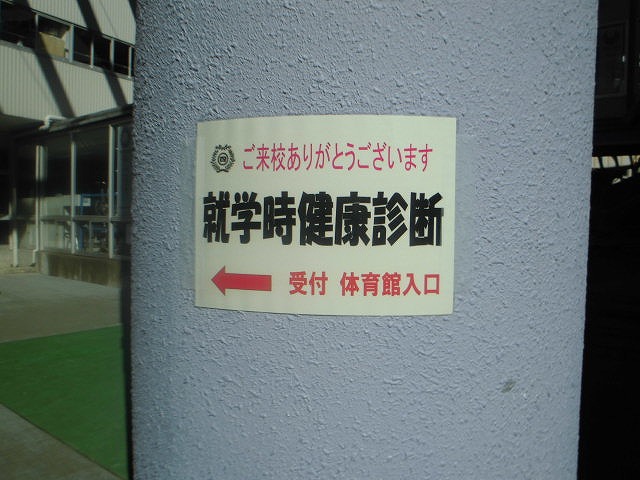 ご来校ありがとうございます
就学時健康診断
受付 体育館入口